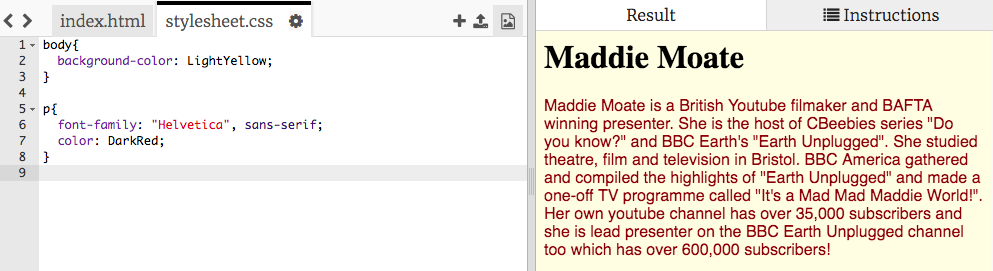 index.html stylesheet.css
Result Instructions
1 body{
2 background-color: LightYellow;
3 }
4
5 p{
6 font-family: "Helvetica", sans-serif;
7 color: DarkRed;
8 }
9
Maddie Moate
Maddie Moate is a British Youtube filmaker and BAFTA
winning presenter. She is the host of CBeebies series "Do
you know?" and BBC Earth's "Earth Unplugged". She studied
theatre, film and television in Bristol. BBC America gathered
and compiled the highlights of "Earth Unplugged" and made a
one-off TV programme called "It's a Mad Mad Maddie World!".
Her own youtube channel has over 35,000 subscribers and
she is lead presenter on the BBC Earth Unplugged channel
too which has over 600,000 subscribers!